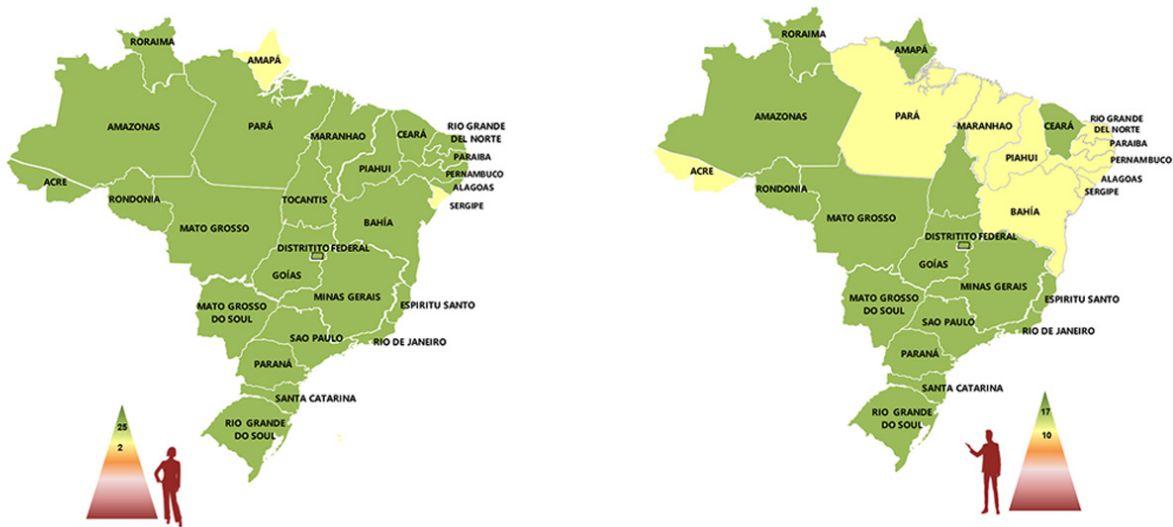 RORAIMA
AMAPÁ
AMAZONAS
PARÁ
MARANHAO
CEARÁ
RIO GRANDE
DEL NORTE
PARAIBA
PIAHUI
PERNAMBUCO
ALAGOAS
SERGIPE
ACRE
RONDONIA
TOCANTIS
BAHÍA
MATO GROSSO
DISTRITITO FEDERAL
GOÍAS
MINAS GERAIS
ESPIRITU SANTO
MATO GROSSO
DO SOUL
SAO PAULO
RIO DE JANEIRO
PARANÁ
SANTA CATARINA
RIO GRANDE
DO SOUL
25
2
RORAIMA
AMAPÁ
AMAZONAS
PARÁ
MARANHAO
CEARÁ
RIO GRANDE
DEL NORTE
PARAIBA
PIAHUI
PERNAMBUCO
ALAGOAS
SERGIPE
ACRE
RONDONIA
BAHÍA
MATO GROSSO
DISTRITITO FEDERAL
GOÍAS
MINAS GERAIS
ESPIRITU SANTO
MATO GROSSO
DO SOUL
SAO PAULO
RIO DE JANEIRO
PARANÁ
SANTA CATARINA
RIO GRANDE
DO SOUL
17
10